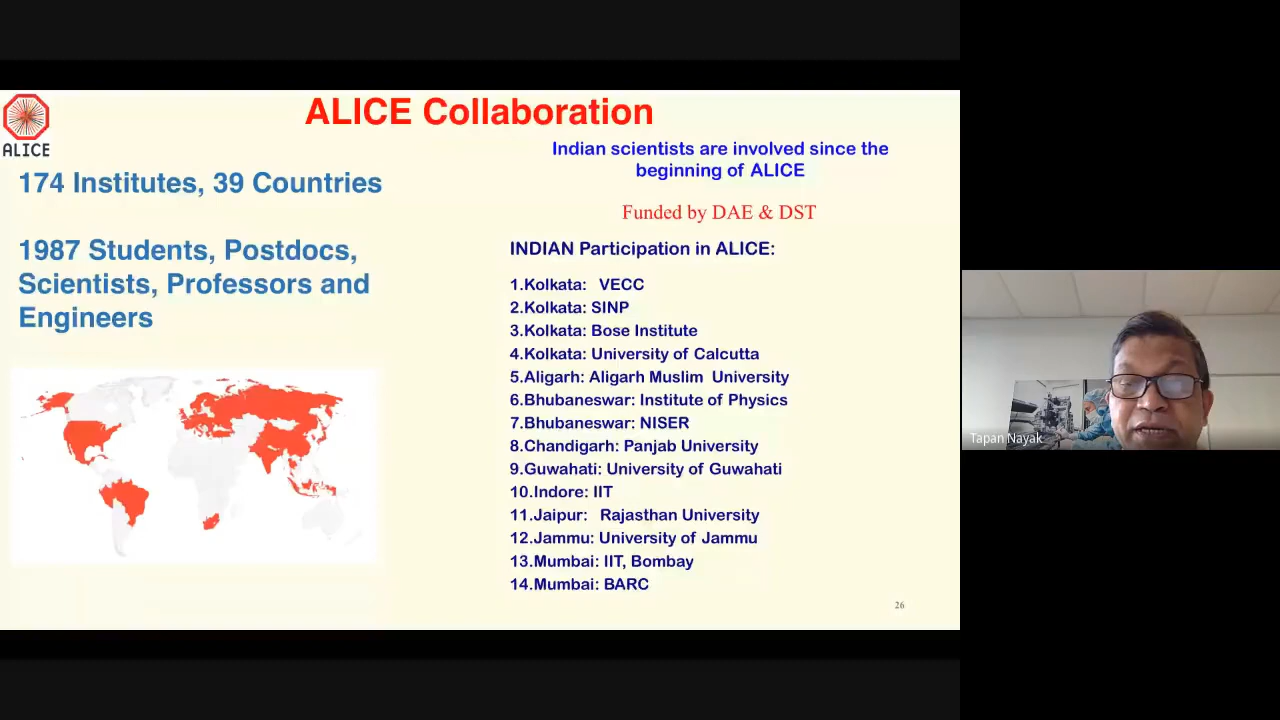 ALICE Collaboration
ALICE
174 Institutes, 39 Countries
1987 Students, Postdocs,
Scientists, Professors and
Engineers
Indian scientists are involved since the
beginning of ALICE
Funded by DAE & DST
INDIAN Participation in ALICE:
1.Kolkata: VECC
2.Kolkata: SINP
3.Kolkata: Bose Institute
4.Kolkata: University of Calcutta
5.Aligarh: Aligarh Muslim University
6.Bhubaneswar: Institute of Physics
7.Bhubaneswar: NISER
8.Chandigarh: Panjab University
9.Guwahati: University of Guwahati
10.Indore: IIT
11.Jaipur: Rajasthan University
12.Jammu: University of Jammu
13.Mumbai: IIT, Bombay
14.Mumbai: BARC
26
Tapan Nayak